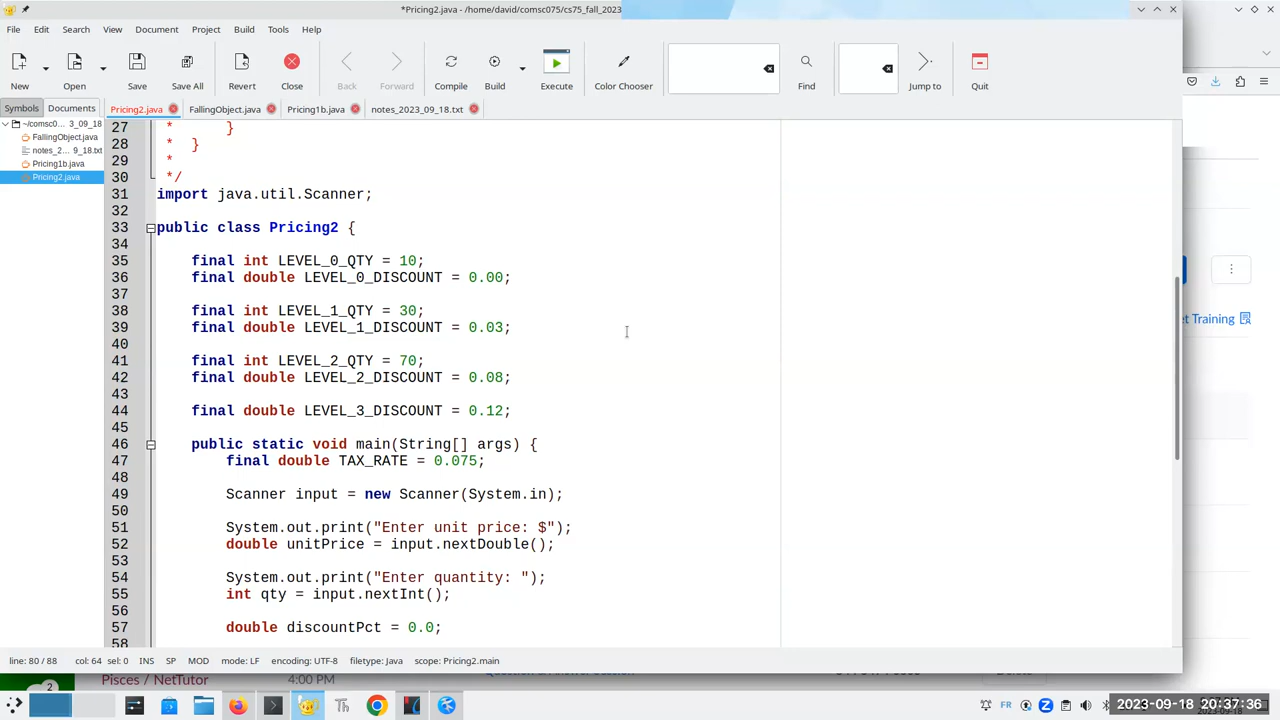 *Pricing2.java - /home/david/comsc075/cs75_fall_2023
File Edit Search View Document Project Build Tools Help
New Open Save Save All Revert Close Back Forward Compile Build Execute Color Chooser Find Jump to Quit
Symbols Documents Pricing2.java FallingObject.java Pricing1b.java notes_2023_09_18.txt
~/comsc0… 3_09_18
FallingObject.java
notes_2… 9_18.txt
Pricing1b.java
Pricing2.java
27 * }
28 * }
29 *
30 */
31 import java.util.Scanner;
32
33 public class Pricing2 {
34
35 final int LEVEL_0_QTY = 10;
36 final double LEVEL_0_DISCOUNT = 0.00;
37
38 final int LEVEL_1_QTY = 30;
39 final double LEVEL_1_DISCOUNT = 0.03;
40
41 final int LEVEL_2_QTY = 70;
42 final double LEVEL_2_DISCOUNT = 0.08;
43
44 final double LEVEL_3_DISCOUNT = 0.12;
45
46 public static void main(String[] args) {
47 final double TAX_RATE = 0.075;
48
49 Scanner input = new Scanner(System.in);
50
51 System.out.print("Enter unit price: $");
52 double unitPrice = input.nextDouble();
53
54 System.out.print("Enter quantity: ");
55 int qty = input.nextInt();
56
57 double discountPct = 0.0;
58
line: 80 / 88 col: 64 sel: 0 INS SP MOD mode: LF encoding: UTF-8 filetype: Java scope: Pricing2.main
Training
Pisces / NetTutor 4:00 PM
2
FR
2023-09-18 20:37:36